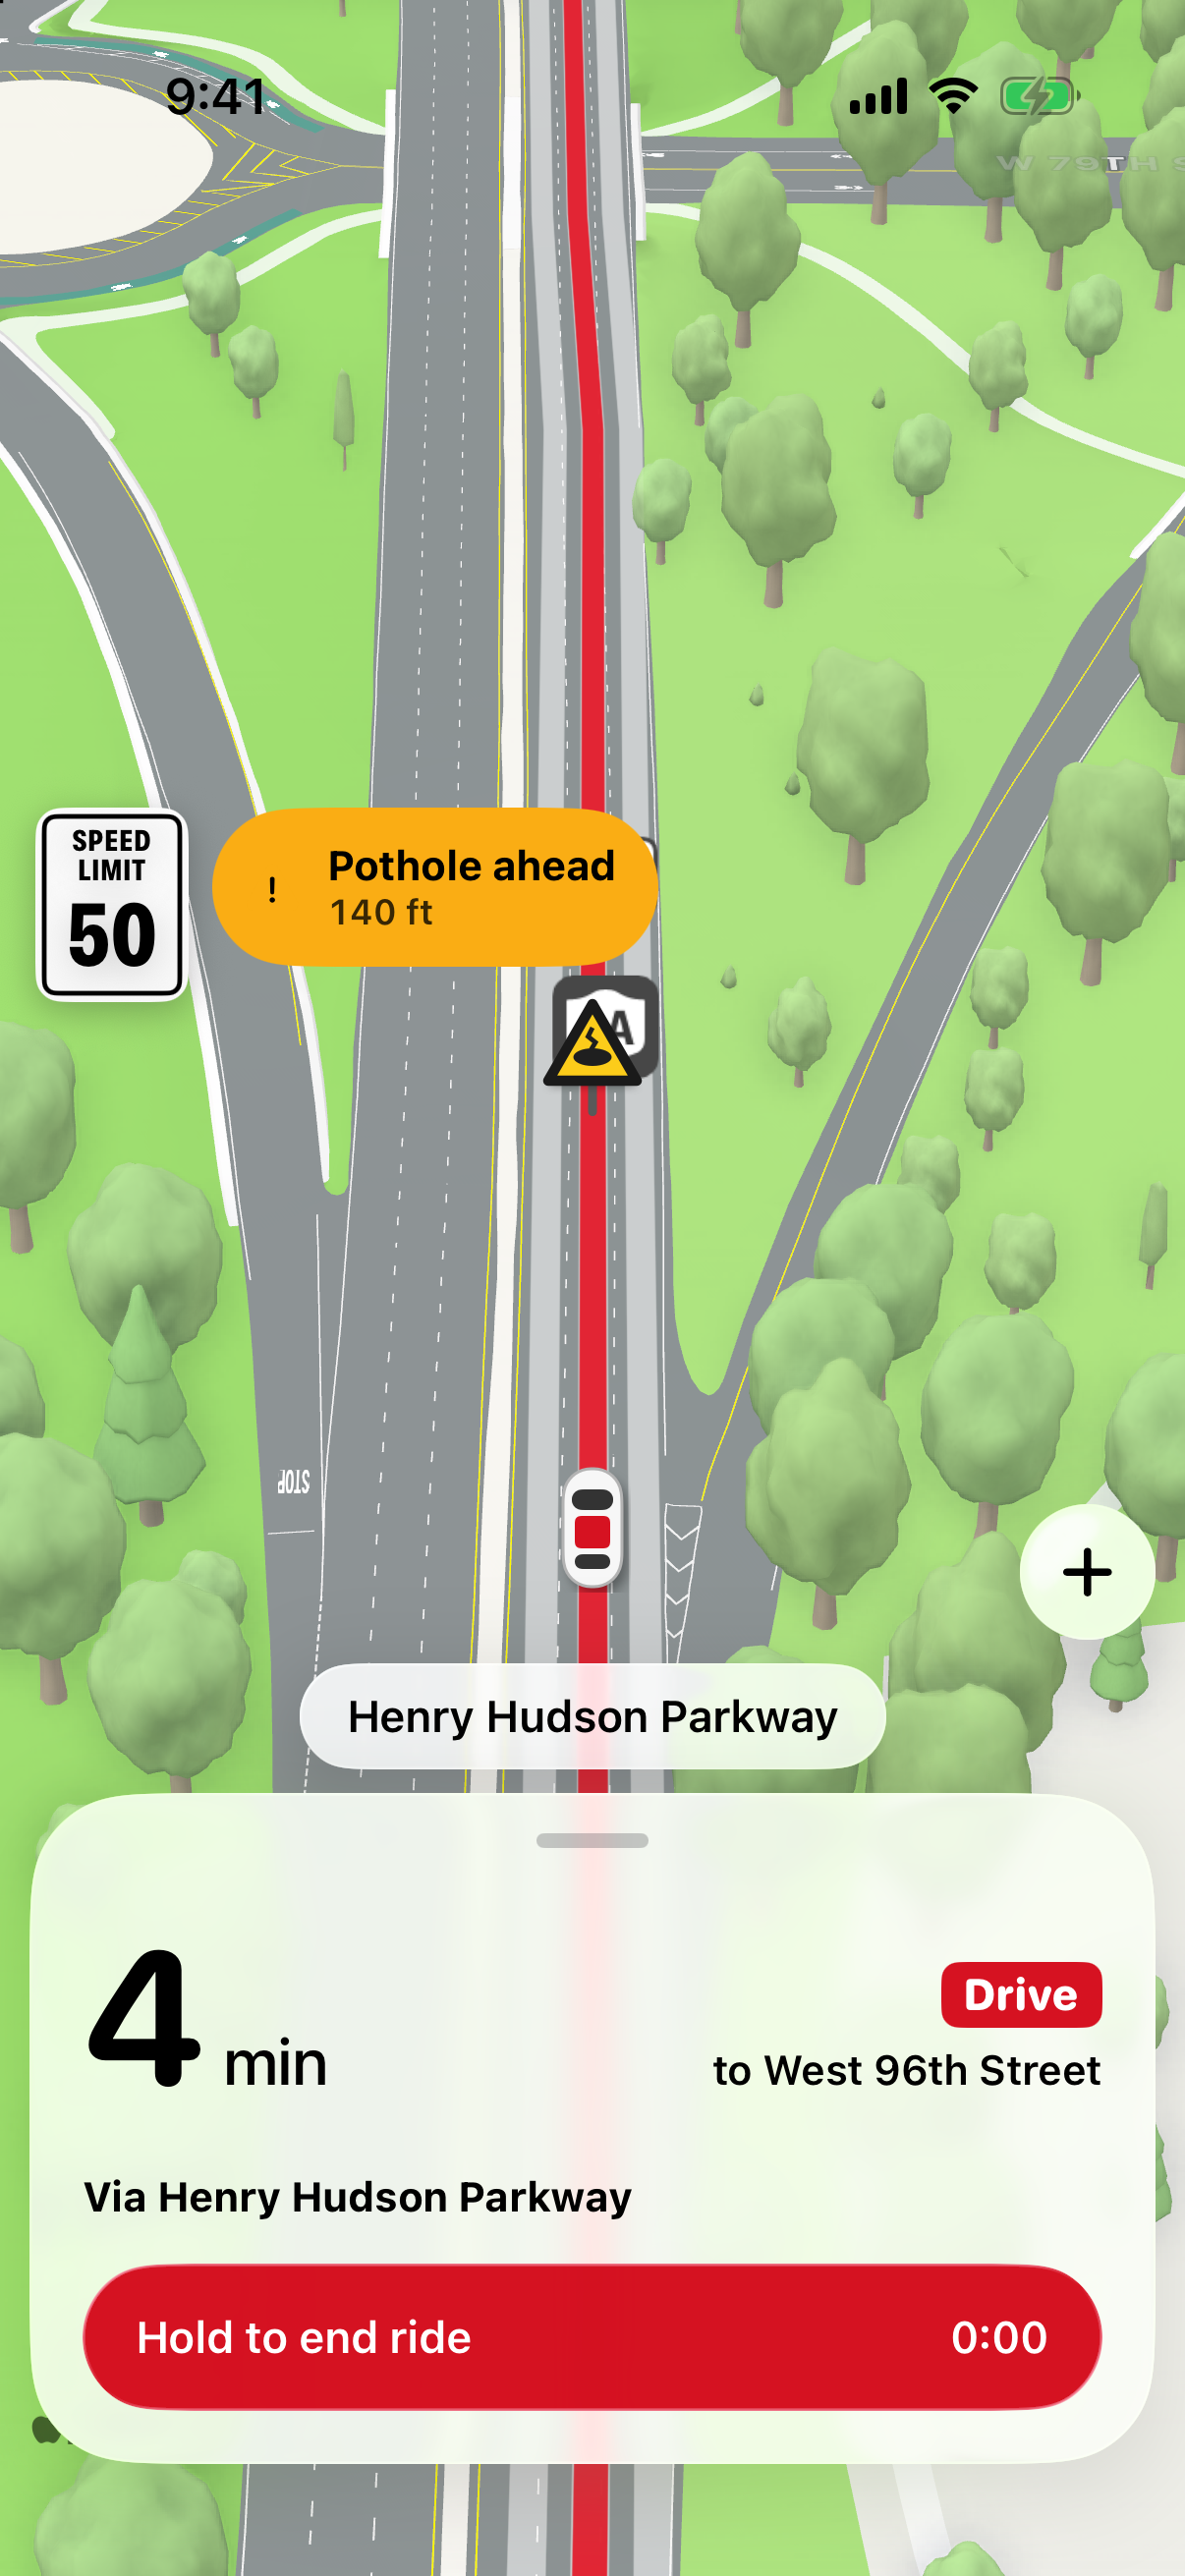 9:41
W 79TH S
SPEED
LIMIT
50
!
Pothole ahead
140 ft
A
STOP
+
Henry Hudson Parkway
4 min
Drive
to West 96th Street
Via Henry Hudson Parkway
Hold to end ride 0:00